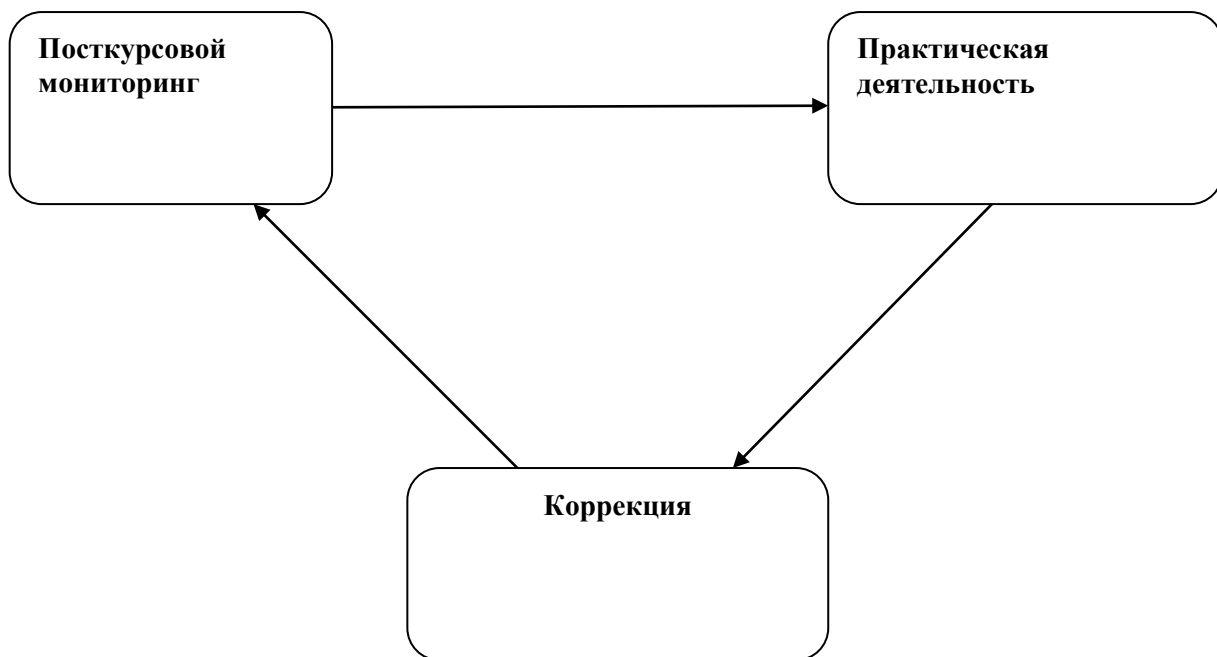 Посткурсовой
мониторинг
Практическая
деятельность
Коррекция